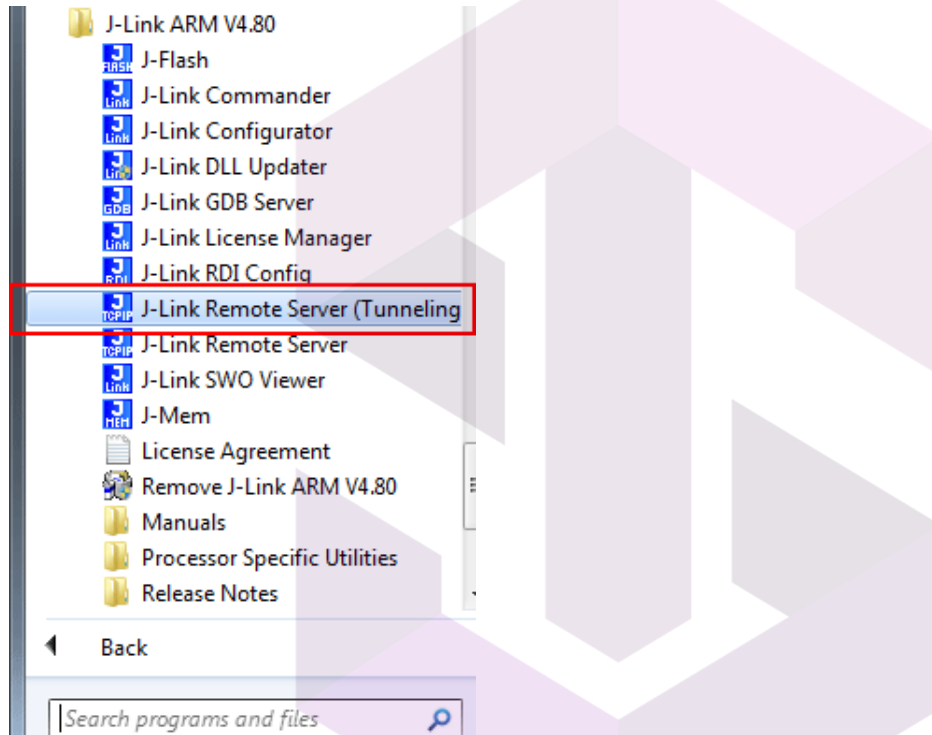 J-Link ARM V4.80
J-Flash
J-Link Commander
J-Link Configurator
J-Link DLL Updater
J-Link GDB Server
J-Link License Manager
J-Link RDI Config
J-Link Remote Server (Tunneling
J-Link Remote Server
J-Link SWO Viewer
J-Mem
License Agreement
Remove J-Link ARM V4.80
Manuals
Processor Specific Utilities
Release Notes
Back
Search programs and files